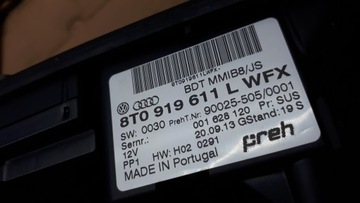 8T0919611LWFX-
BDT MMIB8/JS
8T0 919 611 L WFX
SW: 0030 PrehT.Nr: 90025-505/0001
Sernr.: 001 628 120 Pr: SUS
12V 20.09.13 GStand: 19 S
PP1 HW: H02 0291
MADE IN Portugal
Preh